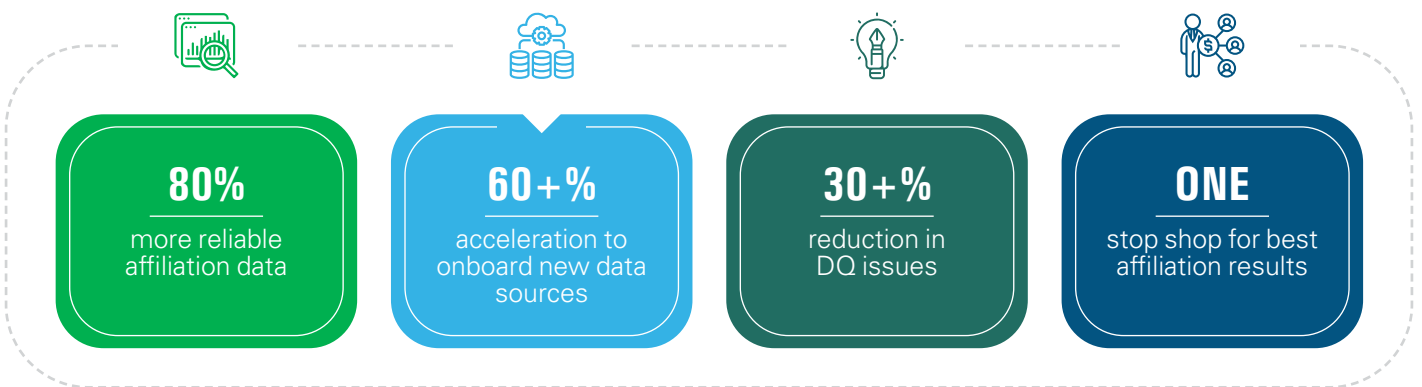 80%
more reliable
affiliation data
60+%
acceleration to
onboard new data
sources
30+%
reduction in
DQ issues
ONE
stop shop for best
affiliation results